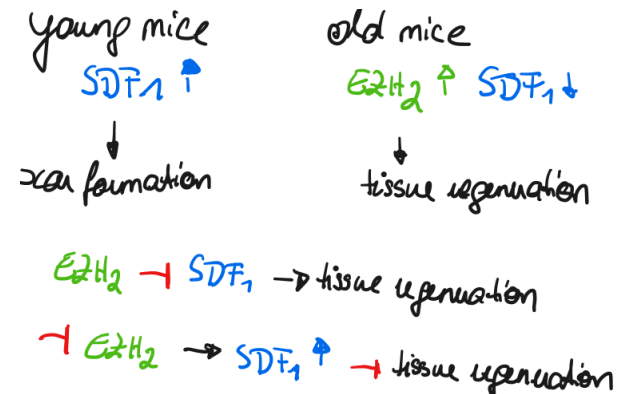 young mice old mice
SDF1 ↑ EZH2 ↑ SDF1 ↓
↓ ↓
scar formation tissue regeneration
EZH2 ⊣ SDF1 → tissue regeneration
⊣ EZH2 → SDF1 ↑ ⊣ tissue regeneration